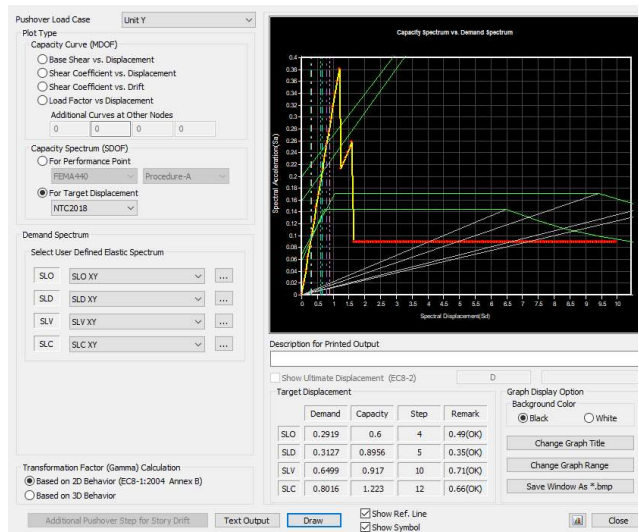 Pushover Load Case
Unit Y
Plot Type
Capacity Curve (MDOF)
Base Shear vs. Displacement
Shear Coefficient vs. Displacement
Shear Coefficient vs. Drift
Load Factor vs Displacement
Additional Curves at Other Nodes
0 0 0 0
Capacity Spectrum (SDOF)
For Performance Point
FEMA440 Procedure-A
For Target Displacement
NTC2018
Demand Spectrum
Select User Defined Elastic Spectrum
SLO SLO XY ...
SLD SLD XY ...
SLV SLV XY ...
SLC SLC XY ...
Transformation Factor (Gamma) Calculation
Based on 2D Behavior (EC8-1:2004 Annex B)
Based on 3D Behavior
Additional Pushover Step for Story Drift
Text Output
Draw
Show Ref. Line
Show Symbol
Close
Capacity Spectrum vs. Demand Spectrum
Spectral Acceleration(Sa)
0.4
0.36
0.36
0.34
0.32
0.3
0.28
0.26
0.24
0.22
0.2
0.18
0.16
0.14
0.12
0.1
0.08
0.06
0.04
0.02
0
0 0.5 1 1.5 2 2.5 3 3.5 4 4.5 5 5.5 6 6.5 7 7.5 8 8.5 9 9.5 10
Spectral Displacement(Sd)
Description for Printed Output
Show Ultimate Displacement (EC8-2)
D
Target Displacement
Demand Capacity Step Remark
SLO 0.2919 0.6 4 0.49(OK)
SLD 0.3127 0.8956 5 0.35(OK)
SLV 0.6499 0.917 10 0.71(OK)
SLC 0.8016 1.223 12 0.66(OK)
Graph Display Option
Background Color
Black White
Change Graph Title
Change Graph Range
Save Window As *.bmp